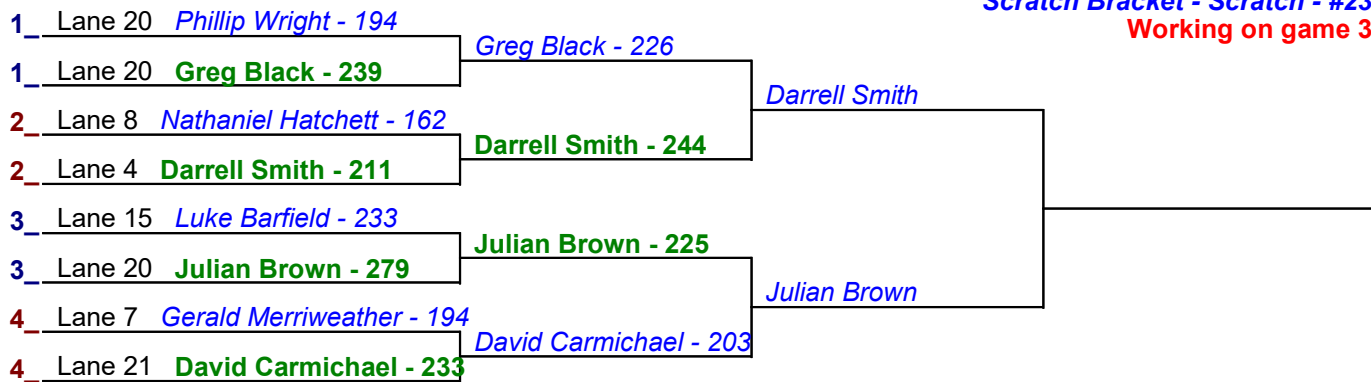 Scratch Bracket - Scratch - #23
Working on game 3
1_ Lane 20 Phillip Wright - 194
1_ Lane 20 Greg Black - 239
2_ Lane 8 Nathaniel Hatchett - 162
2_ Lane 4 Darrell Smith - 211
3_ Lane 15 Luke Barfield - 233
3_ Lane 20 Julian Brown - 279
4_ Lane 7 Gerald Merriweather - 194
4_ Lane 21 David Carmichael - 233
Greg Black - 226
Darrell Smith - 244
Julian Brown - 225
David Carmichael - 203
Darrell Smith
Julian Brown